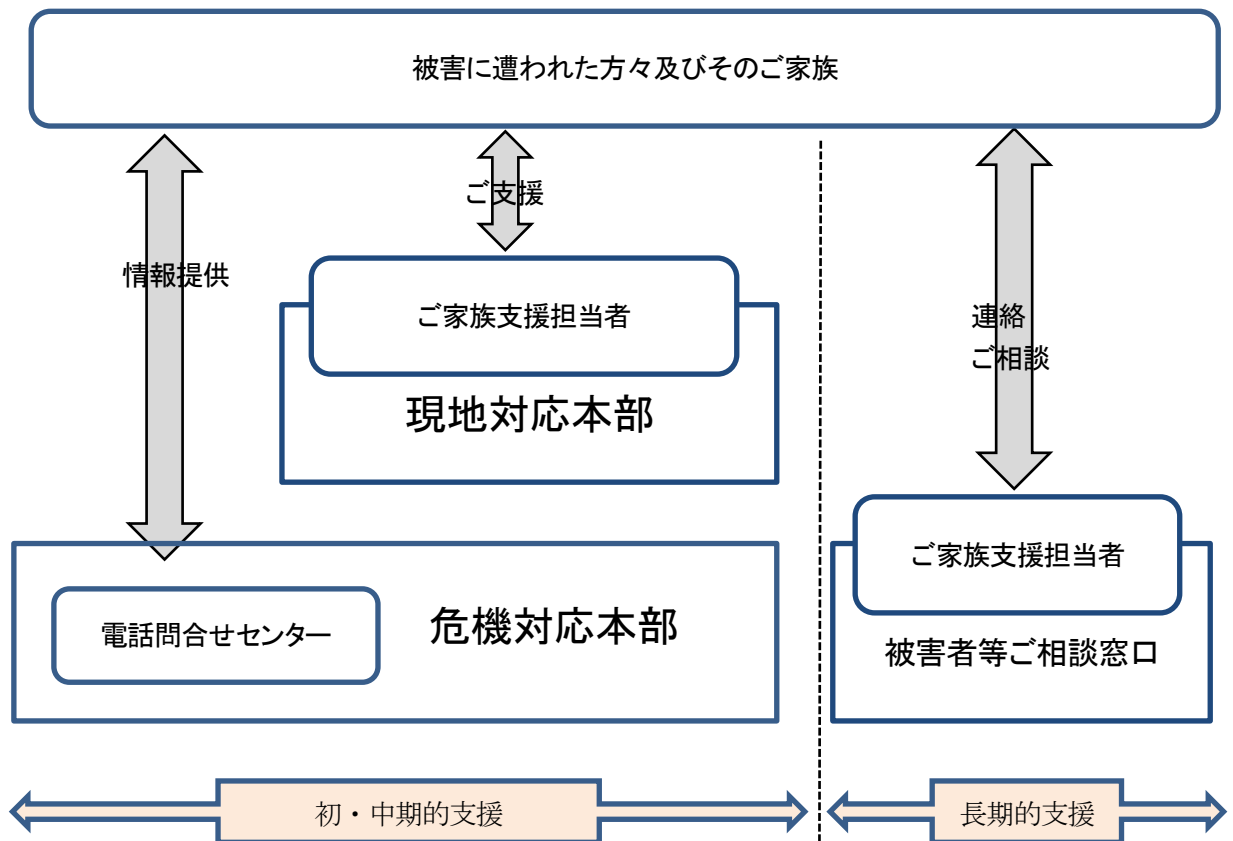 被害に遭われた方々及びそのご家族
ご支援
情報提供
ご家族支援担当者
現地対応本部
連絡
ご相談
電話問合せセンター
危機対応本部
ご家族支援担当者
被害者等ご相談窓口
初・中期的支援
長期的支援